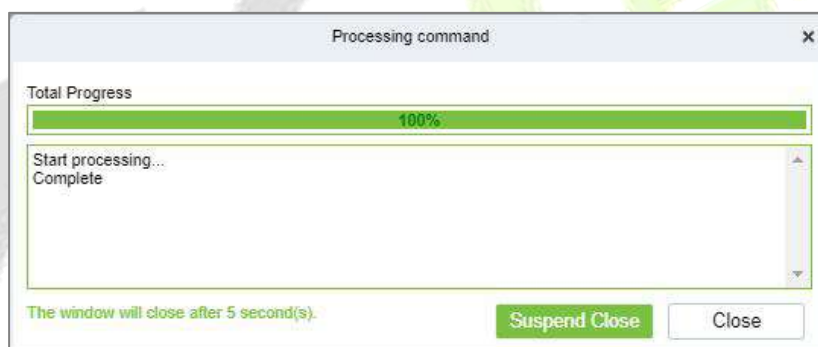 Processing command
×
Total Progress
100%
Start processing...
Complete
The window will close after 5 second(s).
Suspend Close
Close